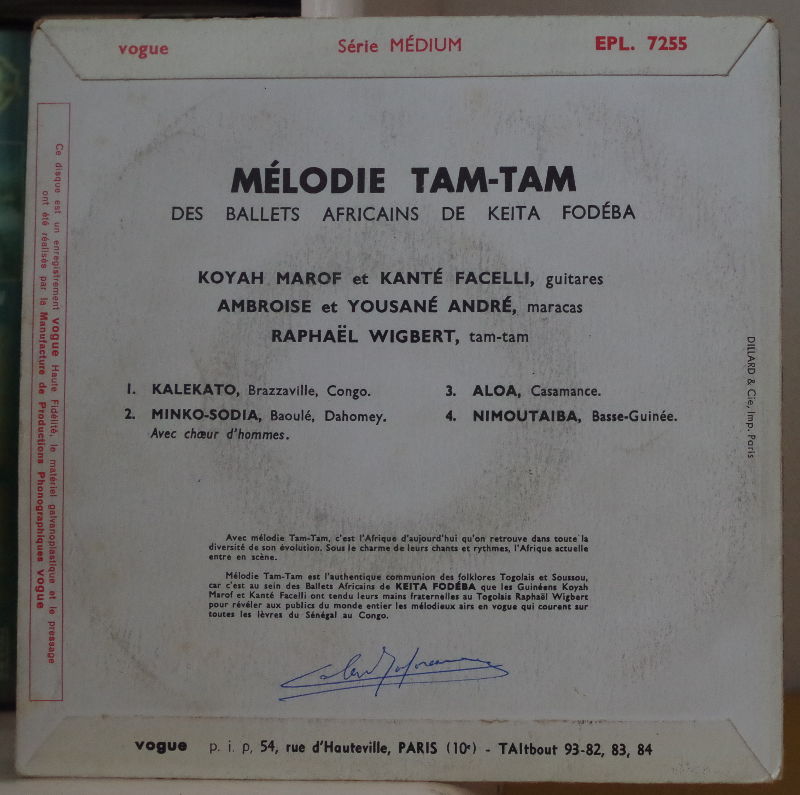 vogue Série MÉDIUM EPL. 7255
MÉLODIE TAM-TAM
DES BALLETS AFRICAINS DE KEITA FODÉBA
KOYAH MAROF et KANTÉ FACELLI, guitares
AMBROISE et YOUSANÉ ANDRÉ, maracas
RAPHAËL WIGBERT, tam-tam
1. KALEKATO, Brazzaville, Congo.
2. MINKO-SODIA, Baoulé, Dahomey.
Avec chœur d'hommes.
3. ALOA, Casamance.
4. NIMOUTAIBA, Basse-Guinée.
Avec mélodie Tam-Tam, c'est l'Afrique d'aujourd'hui qu'on retrouve dans toute la
diversité de son évolution. Sous le charme de leurs chants et rythmes, l'Afrique actuelle
entre en scène.
Mélodie Tam-Tam est l'authentique communion des folklores Togolais et Soussou,
car c'est au sein des Ballets Africains de KEITA FODÉBA que les Guinéens Koyah
Marof et Kanté Facelli ont tendu leurs mains fraternelles au Togolais Raphaël Wigbert
pour révéler aux publics du monde entier les mélodieux airs en vogue qui courent sur
toutes les lèvres du Sénégal au Congo.
vogue p. i. p. 54, rue d'Hauteville, PARIS (10e) - TAItbout 93-82, 83, 84
Ce disque est un enregistrement vogue Haute Fidélité, le matériel galvanoplastique et le pressage
ont été réalisés par la Manufacture de Productions Phonographiques vogue
DILLARD & Cie, Imp. Paris